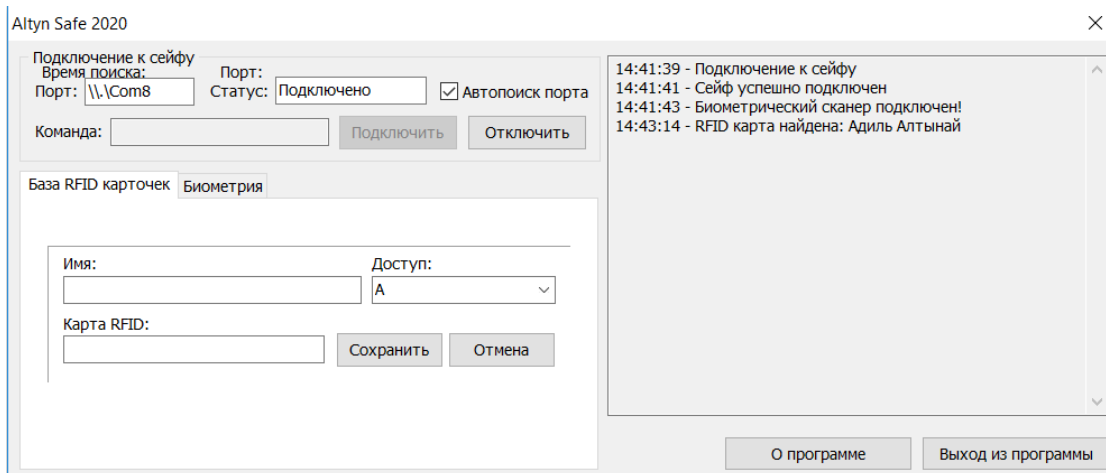 Altyn Safe 2020
Подключение к сейфу
Время поиска: Порт:
Порт: \\.\Com8 Статус: Подключено Автопоиск порта
Команда: Подключить Отключить
База RFID карточек Биометрия
Имя: Доступ:
A
Карта RFID:
Сохранить Отмена
14:41:39 - Подключение к сейфу
14:41:41 - Сейф успешно подключен
14:41:43 - Биометрический сканер подключен!
14:43:14 - RFID карта найдена: Адиль Алтынай
О программе Выход из программы